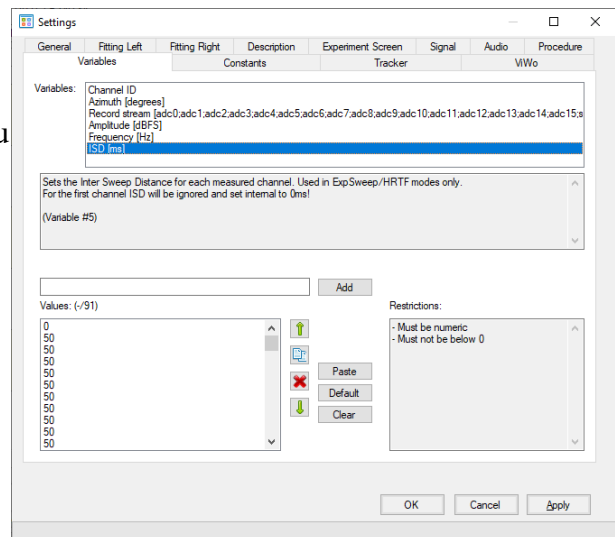 Settings
General Fitting Left Fitting Right Description Experiment Screen Signal Audio Procedure
Variables Constants Tracker ViWo
Variables:
Channel ID
Azimuth [degrees]
Record stream [adc0;adc1;adc2;adc3;adc4;adc5;adc6;adc7;adc8;adc9;adc10;adc11;adc12;adc13;adc14;adc15;s
Amplitude [dBFS]
Frequency [Hz]
ISD [ms]
u
Sets the Inter Sweep Distance for each measured channel. Used in ExpSweep/HRTF modes only.
For the first channel ISD will be ignored and set internal to 0ms!
(Variable #5)
Add
Values: (-/91)
Restrictions:
0
50
50
50
50
50
50
50
50
50
50
- Must be numeric
- Must not be below 0
Paste
Default
Clear
OK Cancel Apply